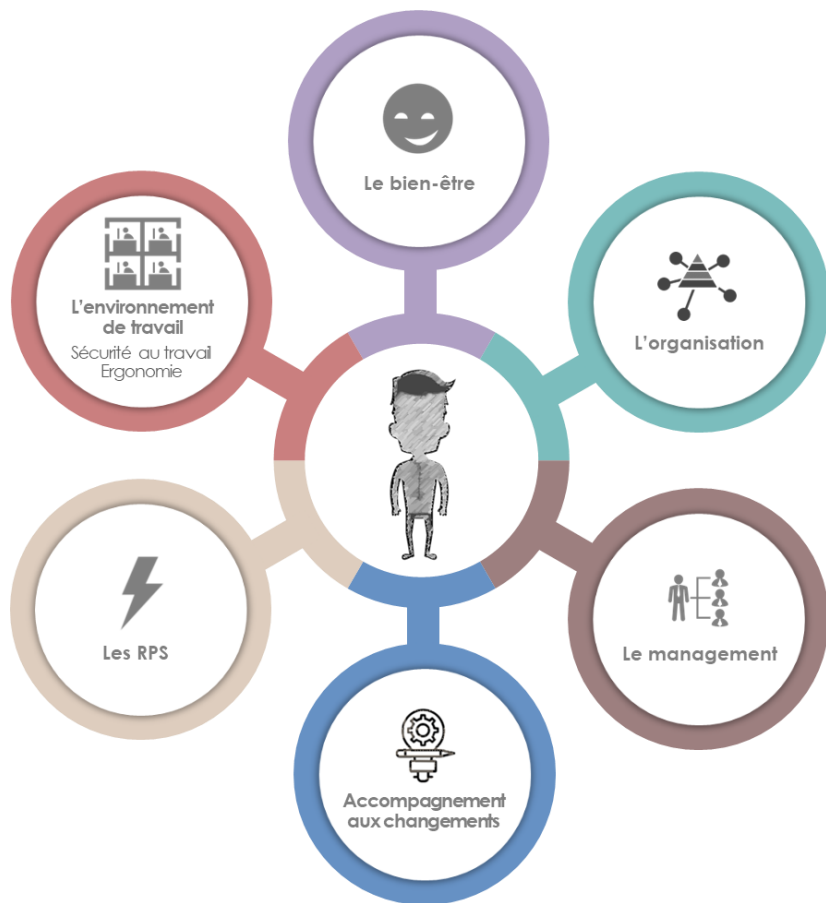 Le bien-être
L'environnement
de travail
Sécurité au travail
Ergonomie
L'organisation
Les RPS
Le management
Accompagnement
aux changements